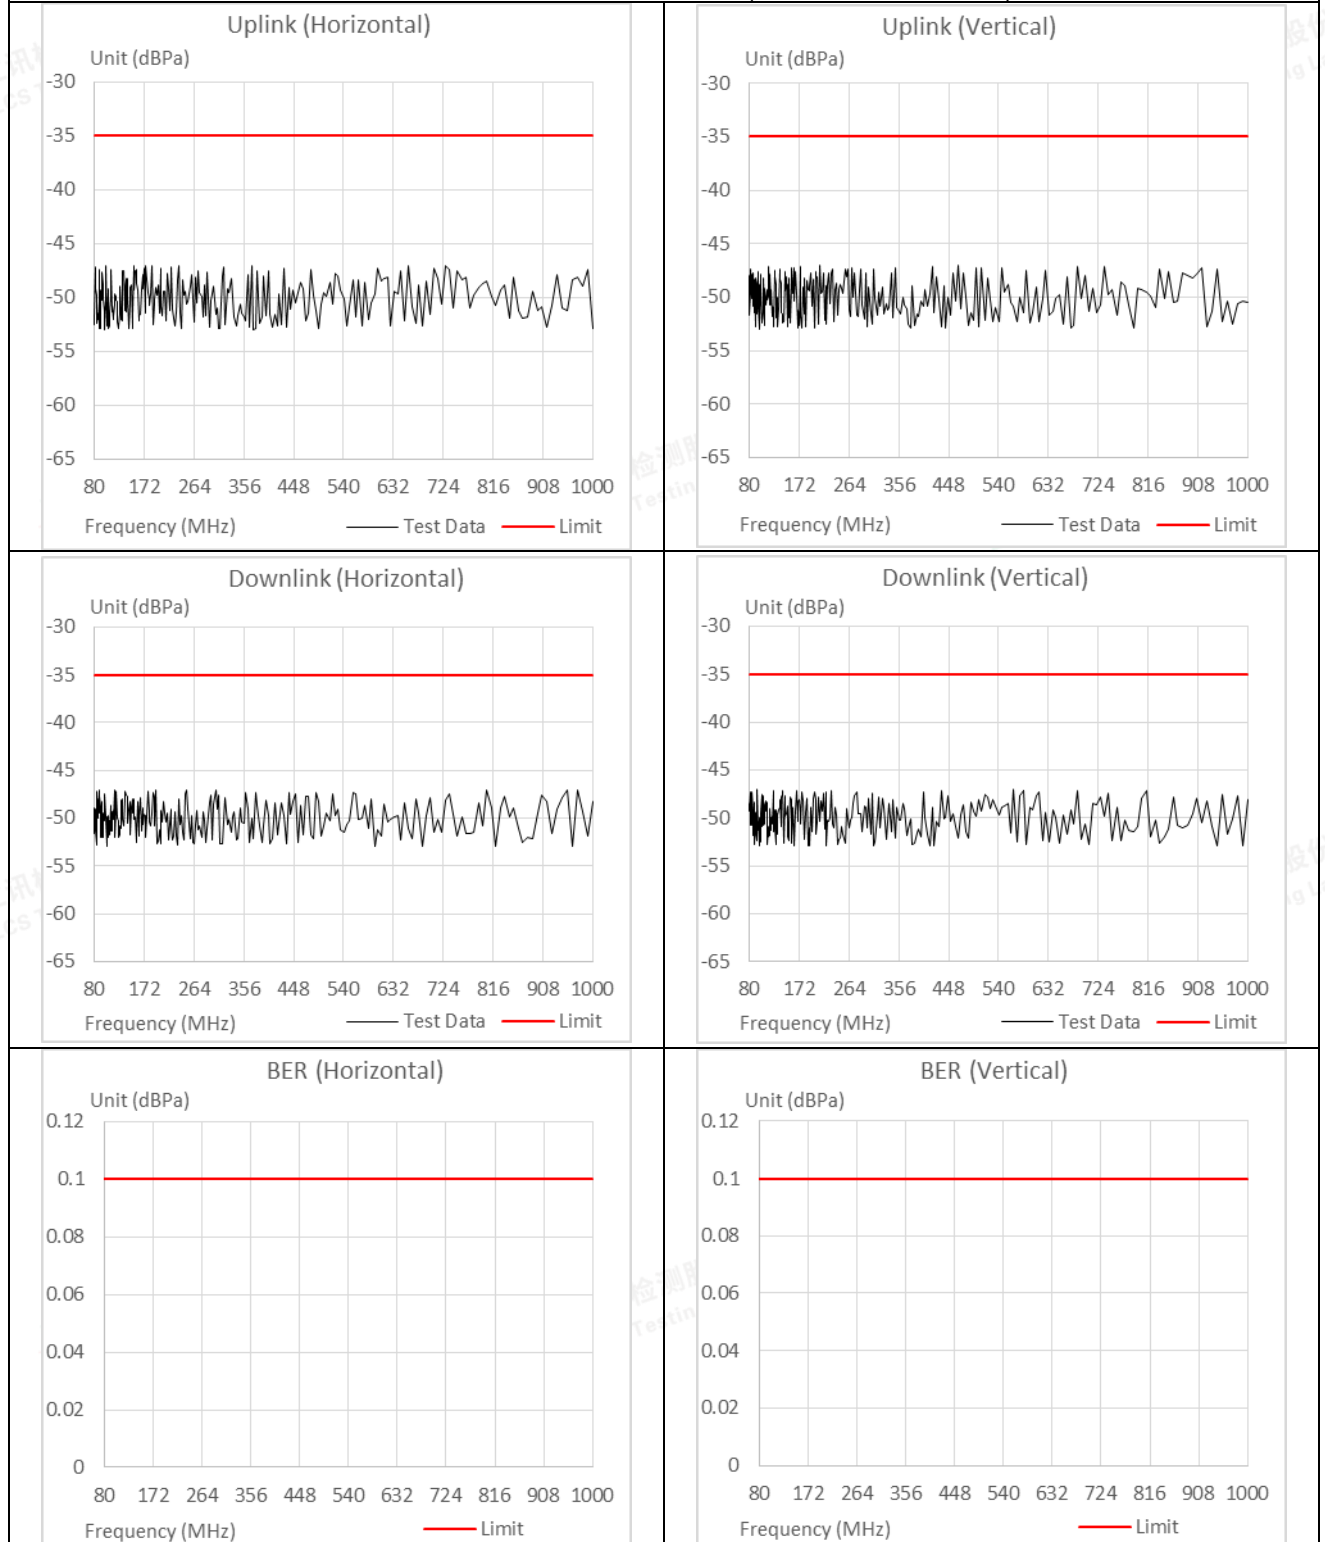 Uplink (Horizontal)
Unit (dBPa)
-30
-35
-40
-45
-50
-55
-60
-65
80 172 264 356 448 540 632 724 816 908 1000
Frequency (MHz) Test Data Limit
Uplink (Vertical)
Unit (dBPa)
-30
-35
-40
-45
-50
-55
-60
-65
80 172 264 356 448 540 632 724 816 908 1000
Frequency (MHz) Test Data Limit
Downlink (Horizontal)
Unit (dBPa)
-30
-35
-40
-45
-50
-55
-60
-65
80 172 264 356 448 540 632 724 816 908 1000
Frequency (MHz) Test Data Limit
Downlink (Vertical)
Unit (dBPa)
-30
-35
-40
-45
-50
-55
-60
-65
80 172 264 356 448 540 632 724 816 908 1000
Frequency (MHz) Test Data Limit
BER (Horizontal)
Unit (dBPa)
0.12
0.1
0.08
0.06
0.04
0.02
0
80 172 264 356 448 540 632 724 816 908 1000
Frequency (MHz) Limit
BER (Vertical)
Unit (dBPa)
0.12
0.1
0.08
0.06
0.04
0.02
0
80 172 264 356 448 540 632 724 816 908 1000
Frequency (MHz) Limit